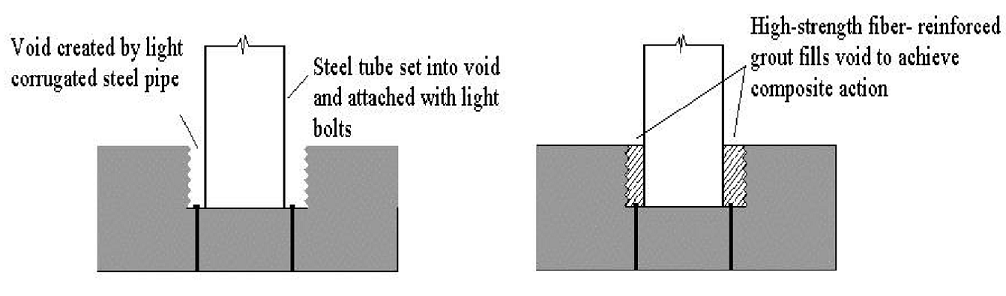 Void created by light
corrugated steel pipe
Steel tube set into void
and attached with light
bolts
High-strength fiber- reinforced
grout fills void to achieve
composite action